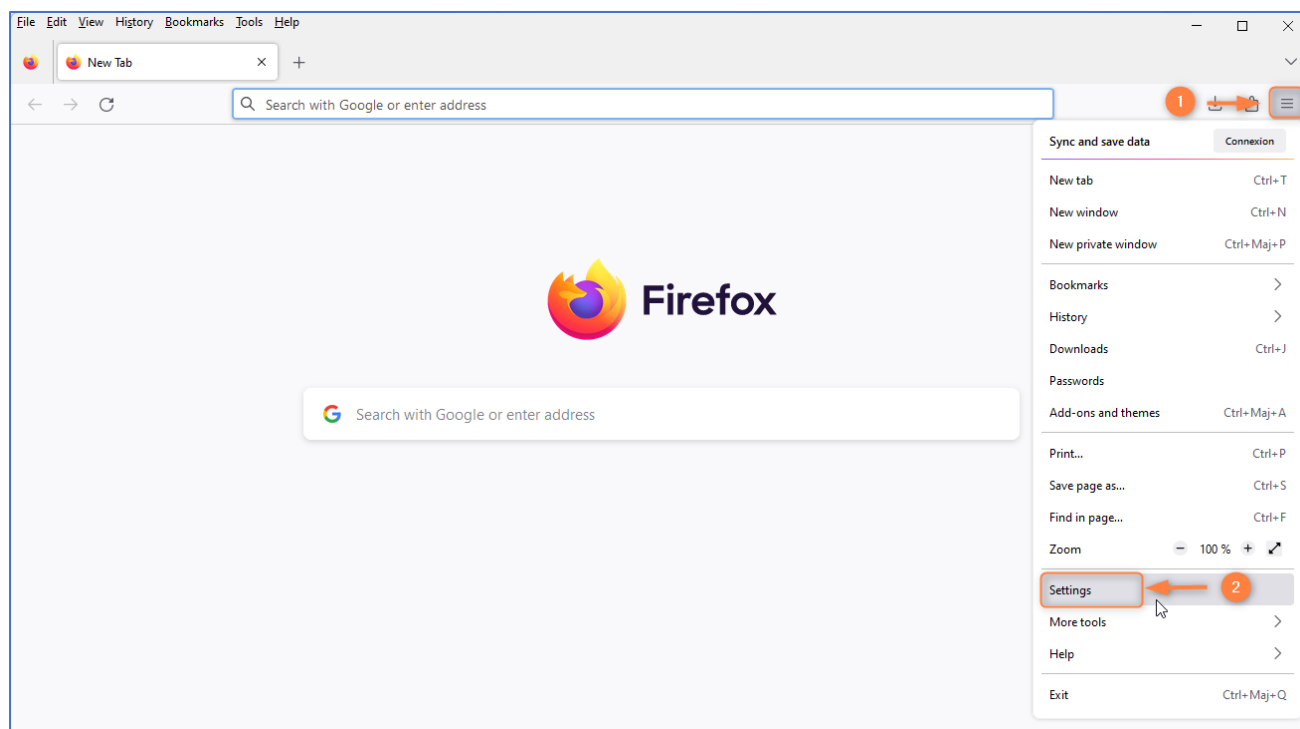 File Edit View History Bookmarks Tools Help
New Tab
Search with Google or enter address
1
Sync and save data Connexion
New tab Ctrl+T
New window Ctrl+N
New private window Ctrl+Maj+P
Bookmarks
History
Downloads Ctrl+J
Passwords
Add-ons and themes Ctrl+Maj+A
Print... Ctrl+P
Save page as... Ctrl+S
Find in page... Ctrl+F
Zoom − 100 % +
Settings 2
More tools
Help
Exit Ctrl+Maj+Q
Firefox
Search with Google or enter address